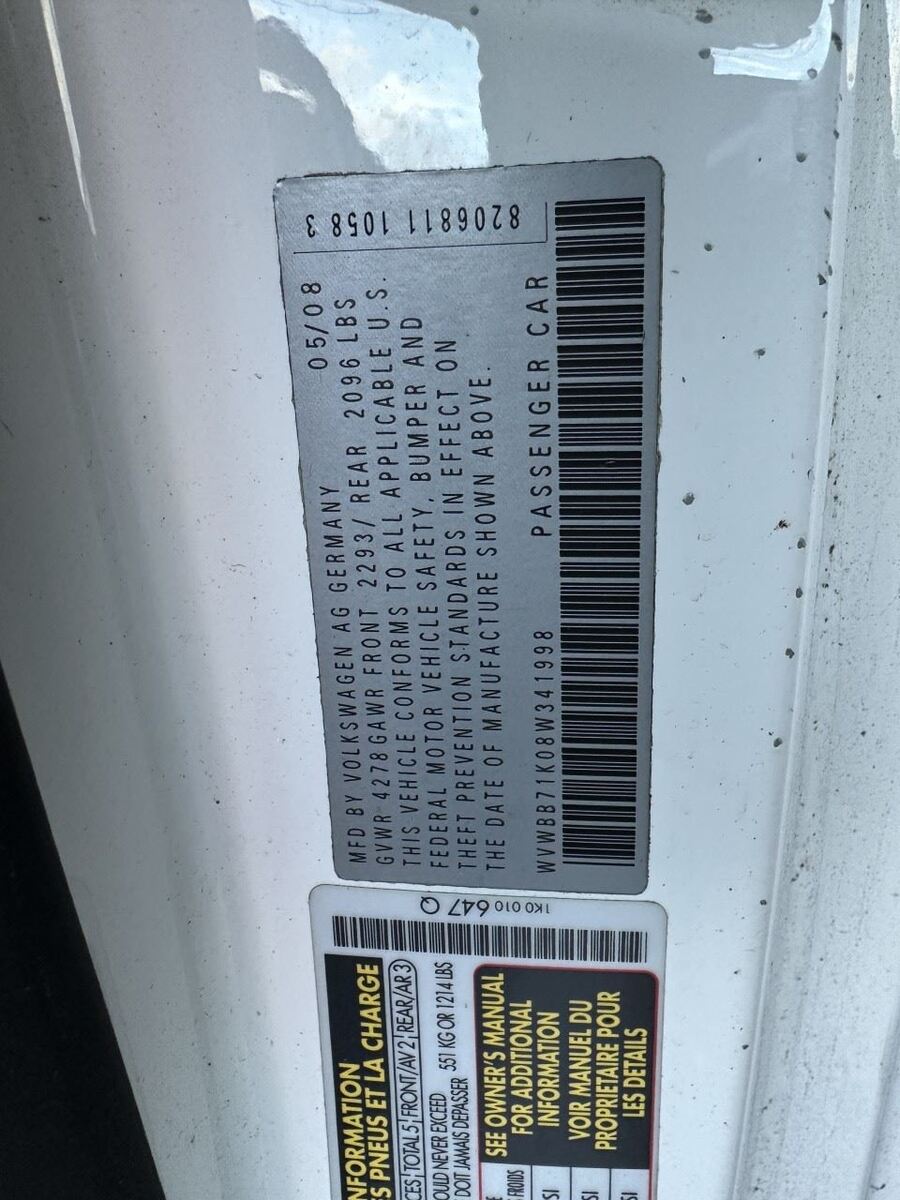 8206811 1058 3
05/08
MFD BY VOLKSWAGEN AG GERMANY
GVWR 4278 GAWR FRONT 2293/ REAR 2096 LBS
THIS VEHICLE CONFORMS TO ALL APPLICABLE U.S.
FEDERAL MOTOR VEHICLE SAFETY, BUMPER AND
THEFT PREVENTION STANDARDS IN EFFECT ON
THE DATE OF MANUFACTURE SHOWN ABOVE.
WVWBB71K08W341998 PASSENGER CAR
1K0 010 647 Q
PNEUS ET LA CHARGE
TOTAL 5 FRONT/AV 2 REAR/AR 3
NEVER EXCEED 551 KG OR 1214 LBS
DOIT JAMAIS DEPASSER
SEE OWNER'S MANUAL
FOR ADDITIONAL
INFORMATION
VOIR MANUEL DU
PROPRIETAIRE POUR
LES DETAILS